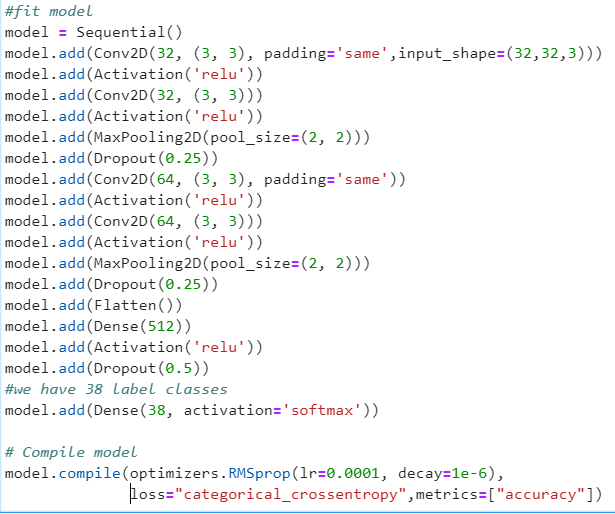 #fit model
model = Sequential()
model.add(Conv2D(32, (3, 3), padding='same',input_shape=(32,32,3)))
model.add(Activation('relu'))
model.add(Conv2D(32, (3, 3)))
model.add(Activation('relu'))
model.add(MaxPooling2D(pool_size=(2, 2)))
model.add(Dropout(0.25))
model.add(Conv2D(64, (3, 3), padding='same'))
model.add(Activation('relu'))
model.add(Conv2D(64, (3, 3)))
model.add(Activation('relu'))
model.add(MaxPooling2D(pool_size=(2, 2)))
model.add(Dropout(0.25))
model.add(Flatten())
model.add(Dense(512))
model.add(Activation('relu'))
model.add(Dropout(0.5))
#we have 38 label classes
model.add(Dense(38, activation='softmax'))

# Compile model
model.compile(optimizers.RMSprop(lr=0.0001, decay=1e-6),
              loss="categorical_crossentropy",metrics=["accuracy"])